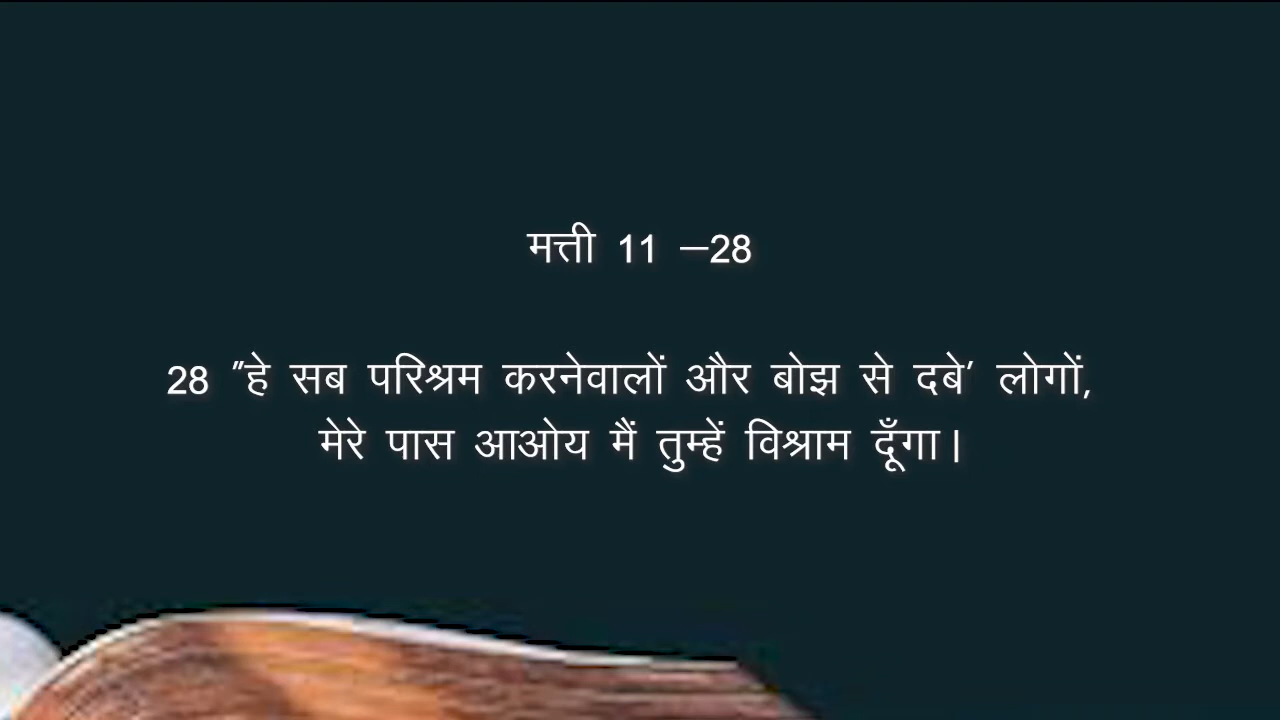 मत्ती 11 –28
28 "हे सब परिश्रम करनेवालों और बोझ से दबे' लोगों,
मेरे पास आओय मैं तुम्हें विश्राम दूँगा।